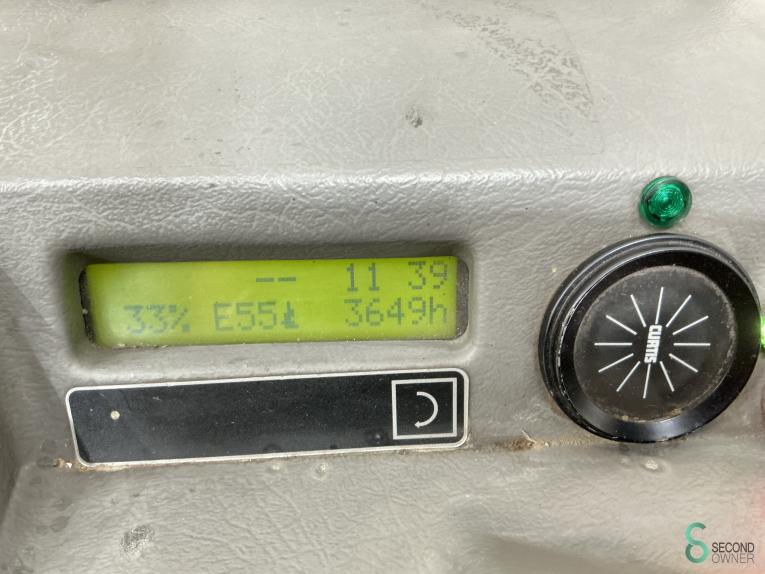 -- 11 39
33% E55 3649h
CURTIS
SECOND
OWNER